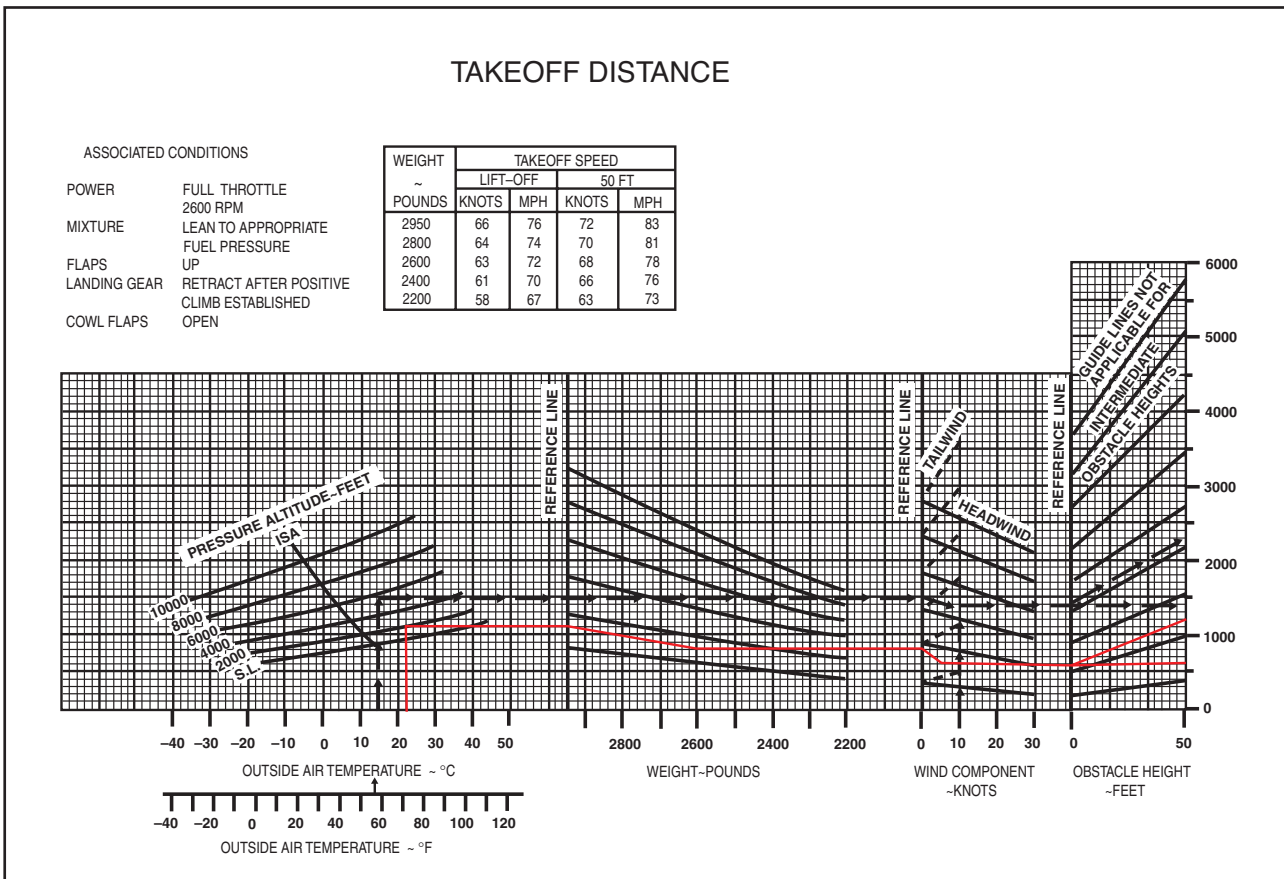 TAKEOFF DISTANCE
ASSOCIATED CONDITIONS
POWER FULL THROTTLE
2600 RPM
MIXTURE LEAN TO APPROPRIATE
FUEL PRESSURE
FLAPS UP
LANDING GEAR RETRACT AFTER POSITIVE
CLIMB ESTABLISHED
COWL FLAPS OPEN
WEIGHT ~ POUNDS TAKEOFF SPEED
LIFT–OFF 50 FT
KNOTS MPH KNOTS MPH
2950 66 76 72 83
2800 64 74 70 81
2600 63 72 68 78
2400 61 70 66 76
2200 58 67 63 73
PRESSURE ALTITUDE~FEET
ISA
10000
8000
6000
4000
2000
S.L.
REFERENCE LINE
REFERENCE LINE
TAILWIND
HEADWIND
REFERENCE LINE
GUIDE LINES NOT
APPLICABLE FOR
INTERMEDIATE
OBSTACLE HEIGHTS
6000
5000
4000
3000
2000
1000
0
–40 –30 –20 –10 0 10 20 30 40 50
OUTSIDE AIR TEMPERATURE ~ °C
2800 2600 2400 2200
WEIGHT~POUNDS
0 10 20 30
WIND COMPONENT
~KNOTS
0 50
OBSTACLE HEIGHT
~FEET
–40 –20 0 20 40 60 80 100 120
OUTSIDE AIR TEMPERATURE ~ °F